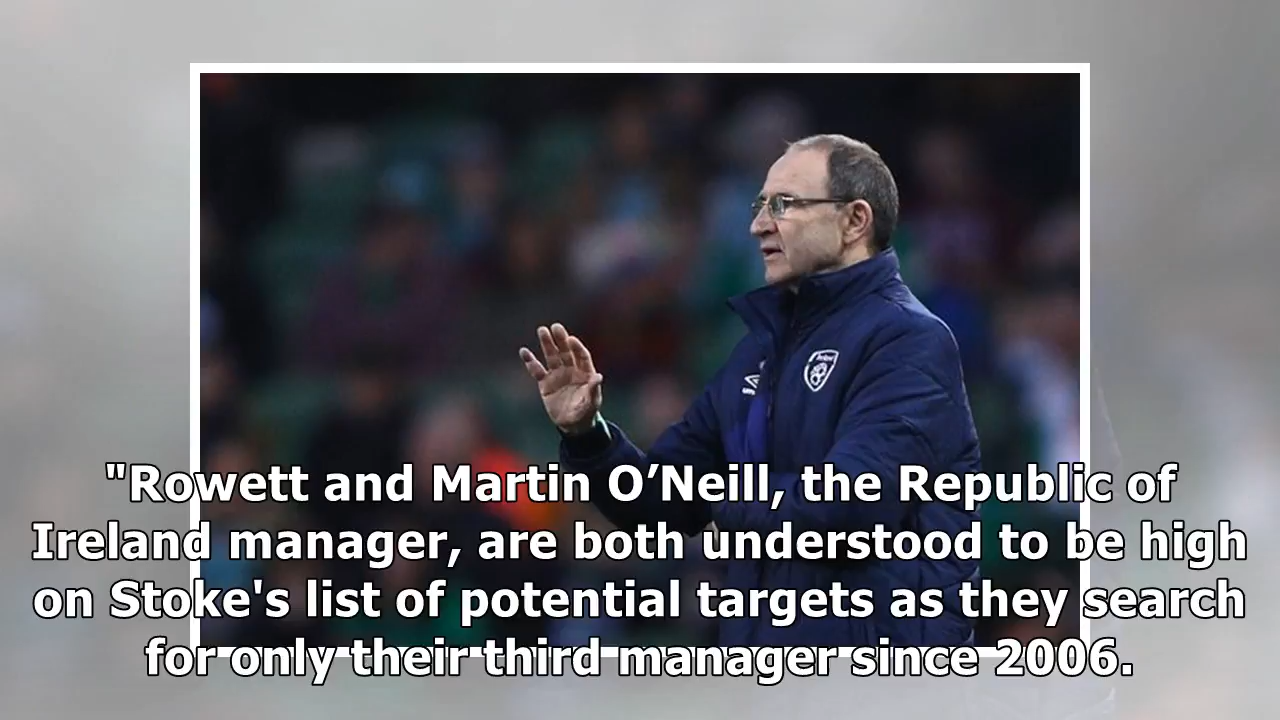 "Rowett and Martin O’Neill, the Republic of
Ireland manager, are both understood to be high
on Stoke's list of potential targets as they search
for only their third manager since 2006.